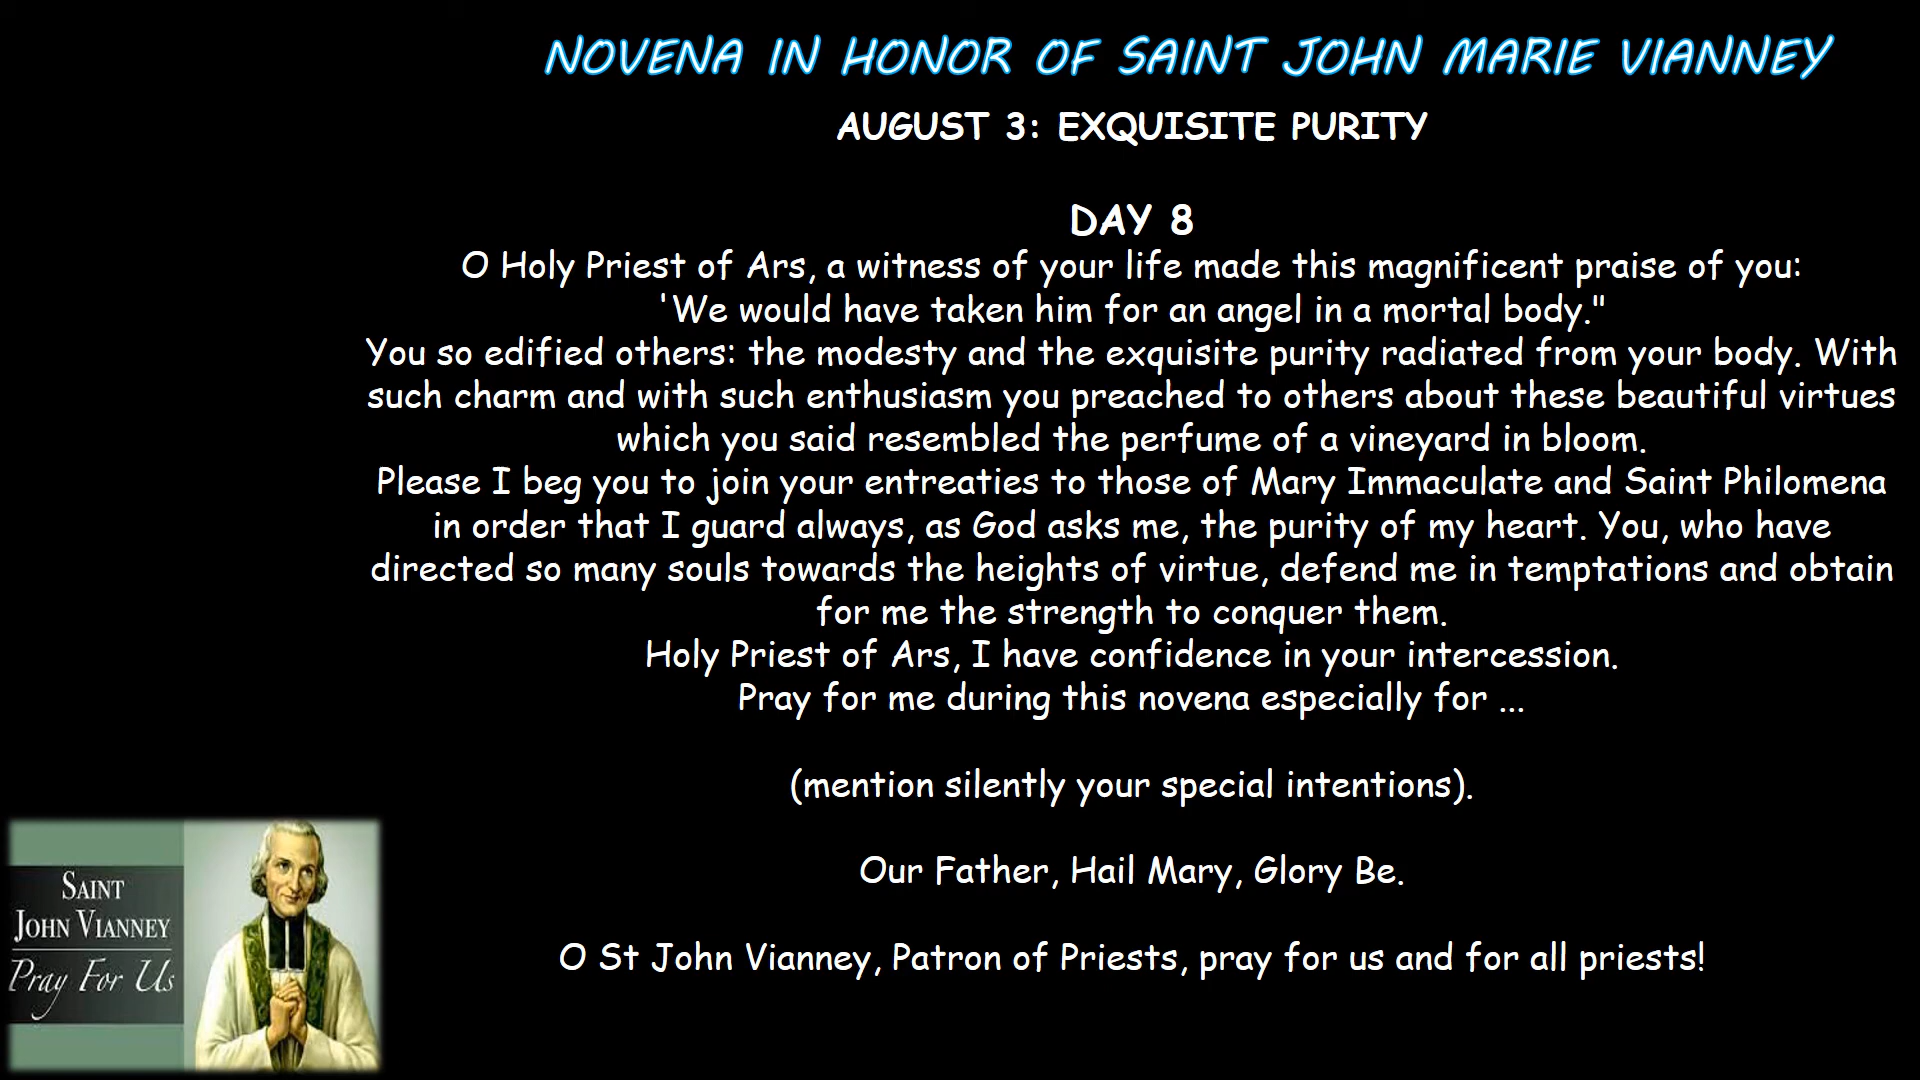 NOVENA IN HONOR OF SAINT JOHN MARIE VIANNEY
AUGUST 3: EXQUISITE PURITY
DAY 8
O Holy Priest of Ars, a witness of your life made this magnificent praise of you:
'We would have taken him for an angel in a mortal body."
You so edified others: the modesty and the exquisite purity radiated from your body. With
such charm and with such enthusiasm you preached to others about these beautiful virtues
which you said resembled the perfume of a vineyard in bloom.
Please I beg you to join your entreaties to those of Mary Immaculate and Saint Philomena
in order that I guard always, as God asks me, the purity of my heart. You, who have
directed so many souls towards the heights of virtue, defend me in temptations and obtain
for me the strength to conquer them.
Holy Priest of Ars, I have confidence in your intercession.
Pray for me during this novena especially for ...
(mention silently your special intentions).
Our Father, Hail Mary, Glory Be.
O St John Vianney, Patron of Priests, pray for us and for all priests!
SAINT
JOHN VIANNEY
Pray For Us